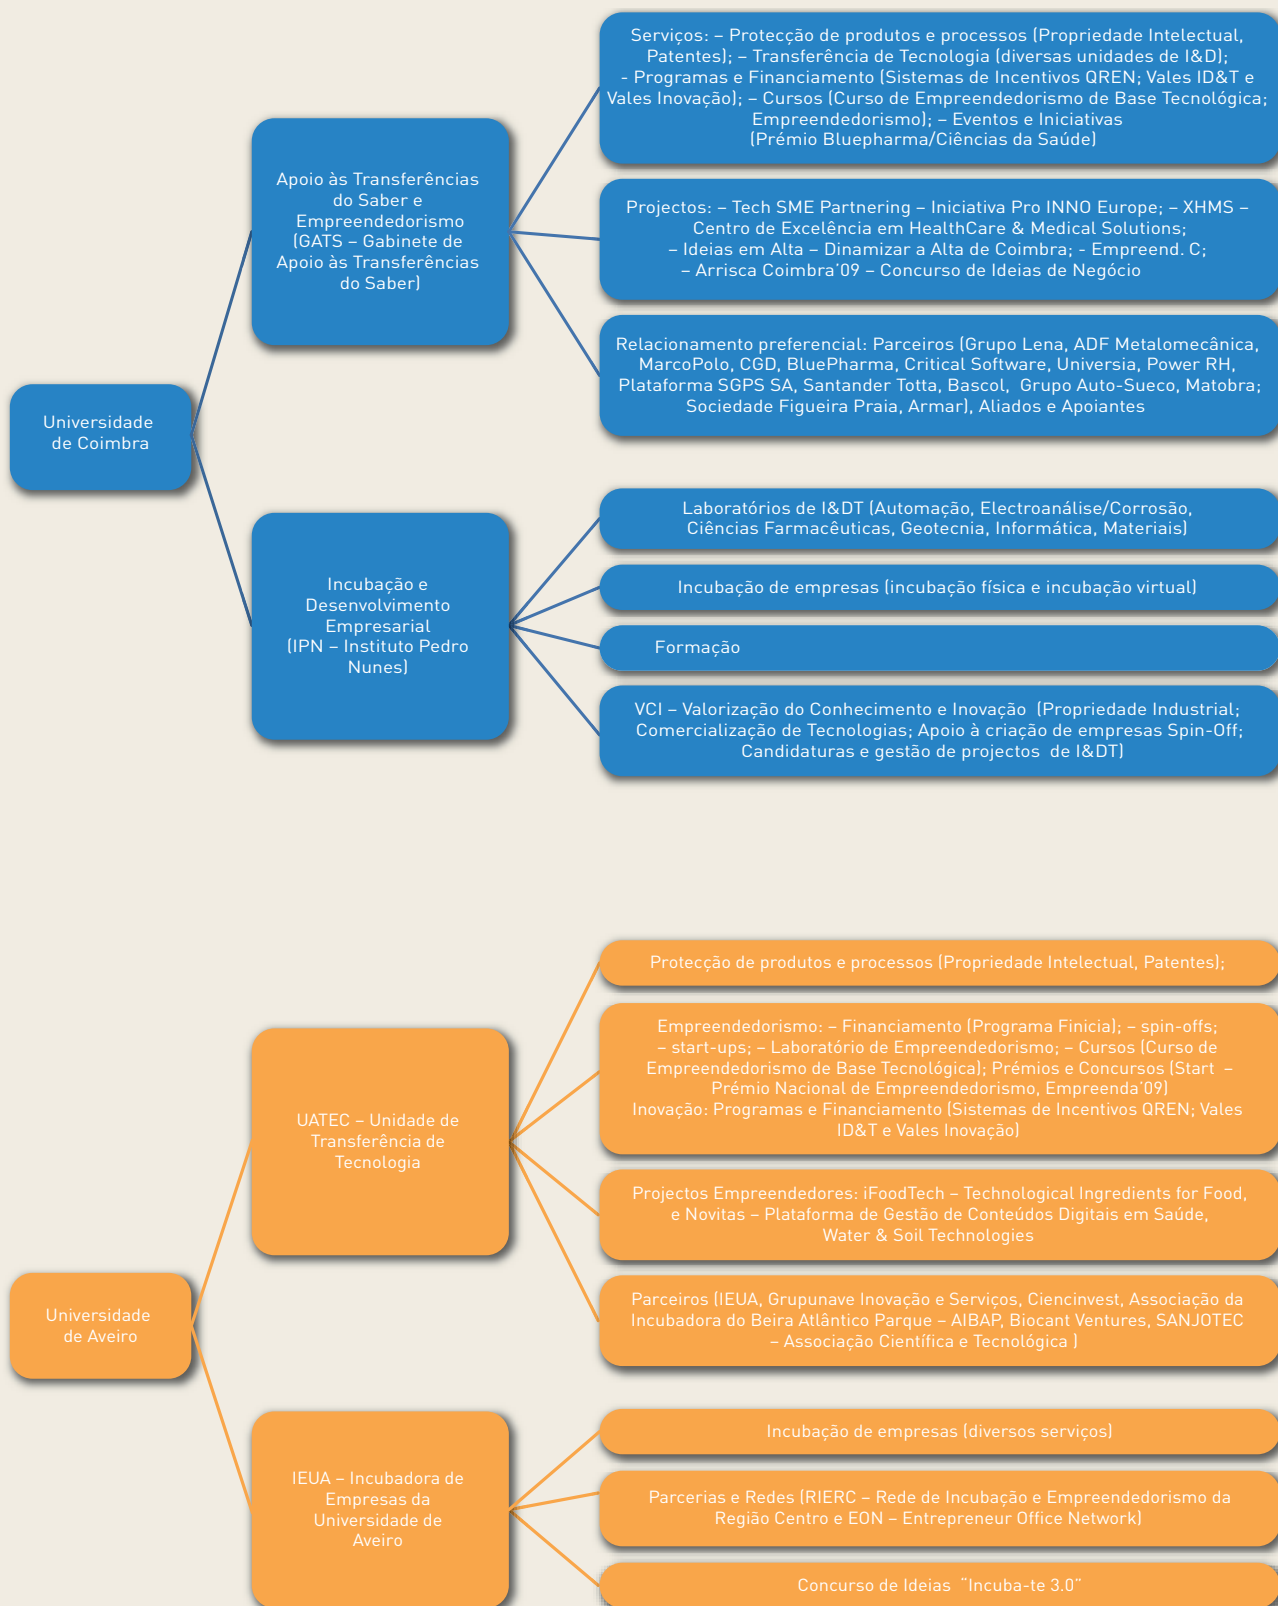 Universidade
de Coimbra
Apoio às Transferências
do Saber e
Empreendedorismo
(GATS – Gabinete de
Apoio às Transferências
do Saber)
Serviços: – Protecção de produtos e processos (Propriedade Intelectual,
Patentes); – Transferência de Tecnologia (diversas unidades de I&D);
- Programas e Financiamento (Sistemas de Incentivos QREN; Vales ID&T e
Vales Inovação); – Cursos (Curso de Empreendedorismo de Base Tecnológica;
Empreendedorismo); – Eventos e Iniciativas
(Prémio Bluepharma/Ciências da Saúde)
Projectos: – Tech SME Partnering – Iniciativa Pro INNO Europe; – XHMS –
Centro de Excelência em HealthCare & Medical Solutions;
– Ideias em Alta – Dinamizar a Alta de Coimbra; - Empreend. C;
– Arrisca Coimbra'09 – Concurso de Ideias de Negócio
Relacionamento preferencial: Parceiros (Grupo Lena, ADF Metalomecânica,
MarcoPolo, CGD, BluePharma, Critical Software, Universia, Power RH,
Plataforma SGPS SA, Santander Totta, Bascol, Grupo Auto-Sueco, Matobra;
Sociedade Figueira Praia, Armar), Aliados e Apoiantes
Incubação e
Desenvolvimento
Empresarial
(IPN – Instituto Pedro
Nunes)
Laboratórios de I&DT (Automação, Electroanálise/Corrosão,
Ciências Farmacêuticas, Geotecnia, Informática, Materiais)
Incubação de empresas (incubação física e incubação virtual)
Formação
VCI – Valorização do Conhecimento e Inovação (Propriedade Industrial;
Comercialização de Tecnologias; Apoio à criação de empresas Spin-Off;
Candidaturas e gestão de projectos de I&DT)
Universidade
de Aveiro
UATEC – Unidade de
Transferência de
Tecnologia
Protecção de produtos e processos (Propriedade Intelectual, Patentes);
Empreendedorismo: – Financiamento (Programa Finicia); – spin-offs;
– start-ups; – Laboratório de Empreendedorismo; – Cursos (Curso de
Empreendedorismo de Base Tecnológica); Prémios e Concursos (Start –
Prémio Nacional de Empreendedorismo, Empreenda'09)
Inovação: Programas e Financiamento (Sistemas de Incentivos QREN; Vales
ID&T e Vales Inovação)
Projectos Empreendedores: iFoodTech – Technological Ingredients for Food,
e Novitas – Plataforma de Gestão de Conteúdos Digitais em Saúde,
Water & Soil Technologies
Parceiros (IEUA, Grupunave Inovação e Serviços, Ciencinvest, Associação da
Incubadora do Beira Atlântico Parque – AIBAP, Biocant Ventures, SANJOTEC
– Associação Científica e Tecnológica )
IEUA – Incubadora de
Empresas da
Universidade de
Aveiro
Incubação de empresas (diversos serviços)
Parcerias e Redes (RIERC – Rede de Incubação e Empreendedorismo da
Região Centro e EON – Entrepreneur Office Network)
Concurso de Ideias "Incuba-te 3.0"